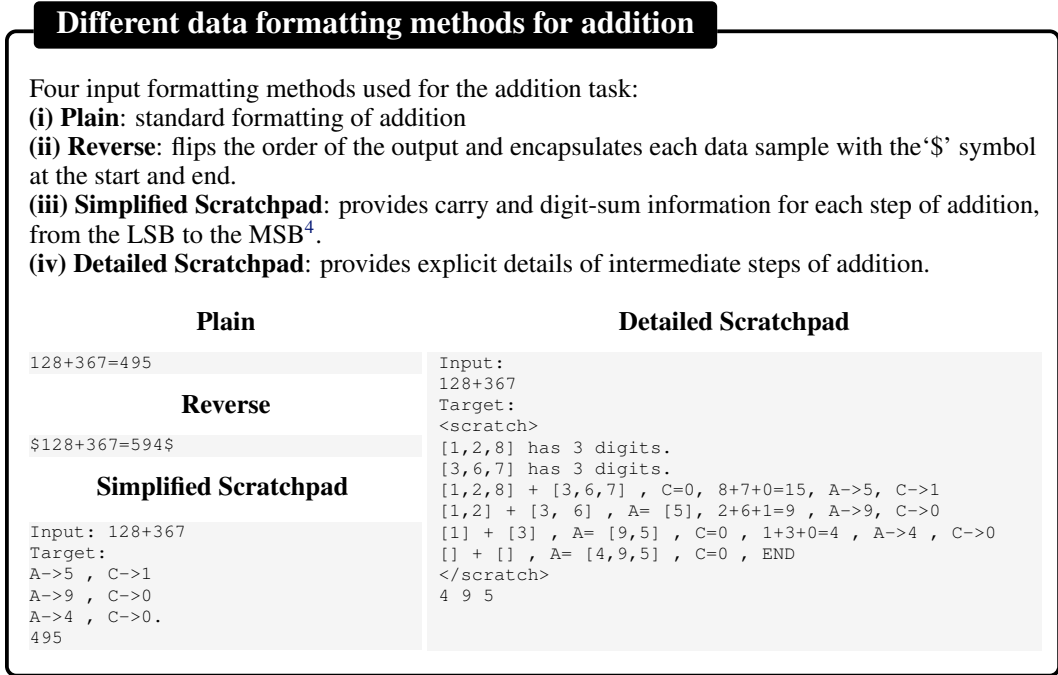 Different data formatting methods for addition
Four input formatting methods used for the addition task:
(i) Plain: standard formatting of addition
(ii) Reverse: flips the order of the output and encapsulates each data sample with the‘$’ symbol
at the start and end.
(iii) Simplified Scratchpad: provides carry and digit-sum information for each step of addition,
from the LSB to the MSB4.
(iv) Detailed Scratchpad: provides explicit details of intermediate steps of addition.
Plain
128+367=495
Reverse
$128+367=594$
Simplified Scratchpad
Input: 128+367
Target:
A->5 , C->1
A->9 , C->0
A->4 , C->0.
495
Detailed Scratchpad
Input:
128+367
Target:
<scratch>
[1,2,8] has 3 digits.
[3,6,7] has 3 digits.
[1,2,8] + [3,6,7] , C=0, 8+7+0=15, A->5, C->1
[1,2] + [3, 6] , A= [5], 2+6+1=9 , A->9, C->0
[1] + [3] , A= [9,5] , C=0 , 1+3+0=4 , A->4 , C->0
[] + [] , A= [4,9,5] , C=0 , END
</scratch>
4 9 5